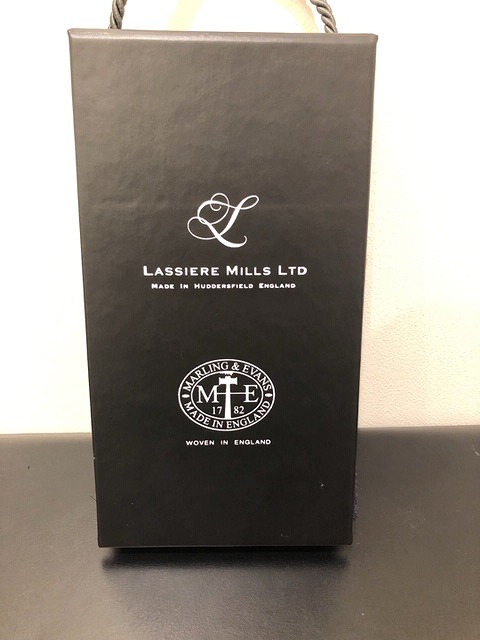 L
LASSIERE MILLS LTD
MADE IN HUDDERSFIELD ENGLAND
MARLING & EVANS
M E
17 82
MADE IN ENGLAND
WOVEN IN ENGLAND